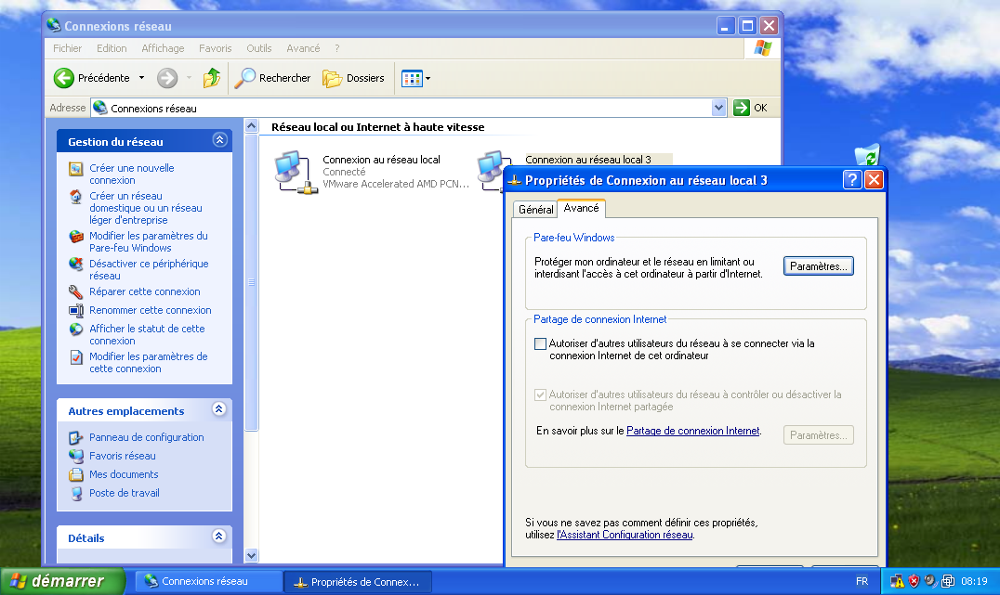 Connexions réseau
Fichier Edition Affichage Favoris Outils Avancé ?
Précédente Rechercher Dossiers
Adresse Connexions réseau OK
Gestion du réseau
Créer une nouvelle
connexion
Créer un réseau
domestique ou un réseau
léger d'entreprise
Modifier les paramètres du
Pare-feu Windows
Désactiver ce périphérique
réseau
Réparer cette connexion
Renommer cette connexion
Afficher le statut de cette
connexion
Modifier les paramètres de
cette connexion
Autres emplacements
Panneau de configuration
Favoris réseau
Mes documents
Poste de travail
Détails
Réseau local ou Internet à haute vitesse
Connexion au réseau local
Connecté
VMware Accelerated AMD PCN...
Connexion au réseau local 3
Propriétés de Connexion au réseau local 3
Général Avancé
Pare-feu Windows
Protéger mon ordinateur et le réseau en limitant ou
interdisant l'accès à cet ordinateur à partir d'Internet.
Paramètres...
Partage de connexion Internet
Autoriser d'autres utilisateurs du réseau à se connecter via la
connexion Internet de cet ordinateur
Autoriser d'autres utilisateurs du réseau à contrôler ou désactiver la
connexion Internet partagée
En savoir plus sur le Partage de connexion Internet.
Paramètres...
Si vous ne savez pas comment définir ces propriétés,
utilisez l'Assistant Configuration réseau.
démarrer Connexions réseau Propriétés de Connex... FR 08:19